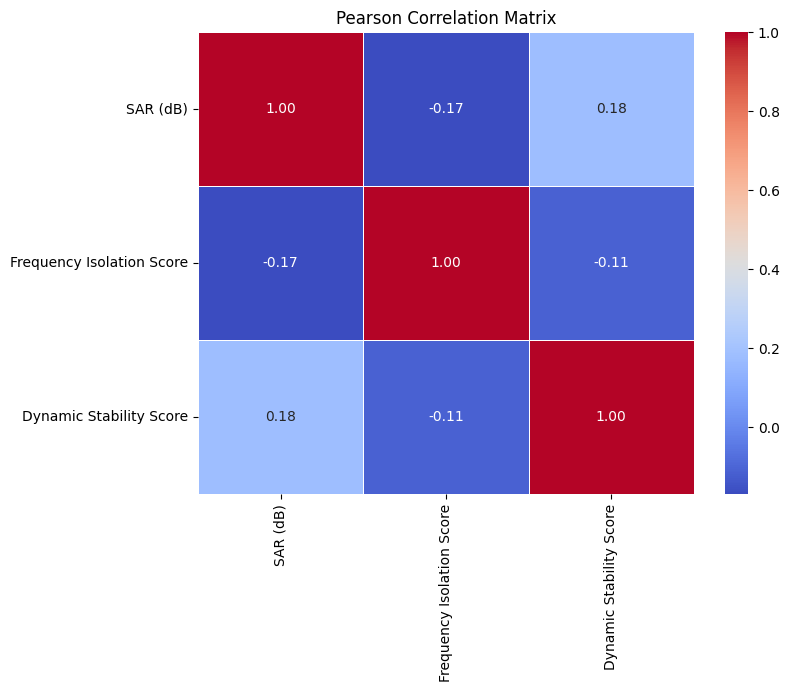 Pearson Correlation Matrix
SAR (dB)
1.00
-0.17
0.18
Frequency Isolation Score
-0.17
1.00
-0.11
Dynamic Stability Score
0.18
-0.11
1.00
SAR (dB)
Frequency Isolation Score
Dynamic Stability Score
1.0
0.8
0.6
0.4
0.2
0.0